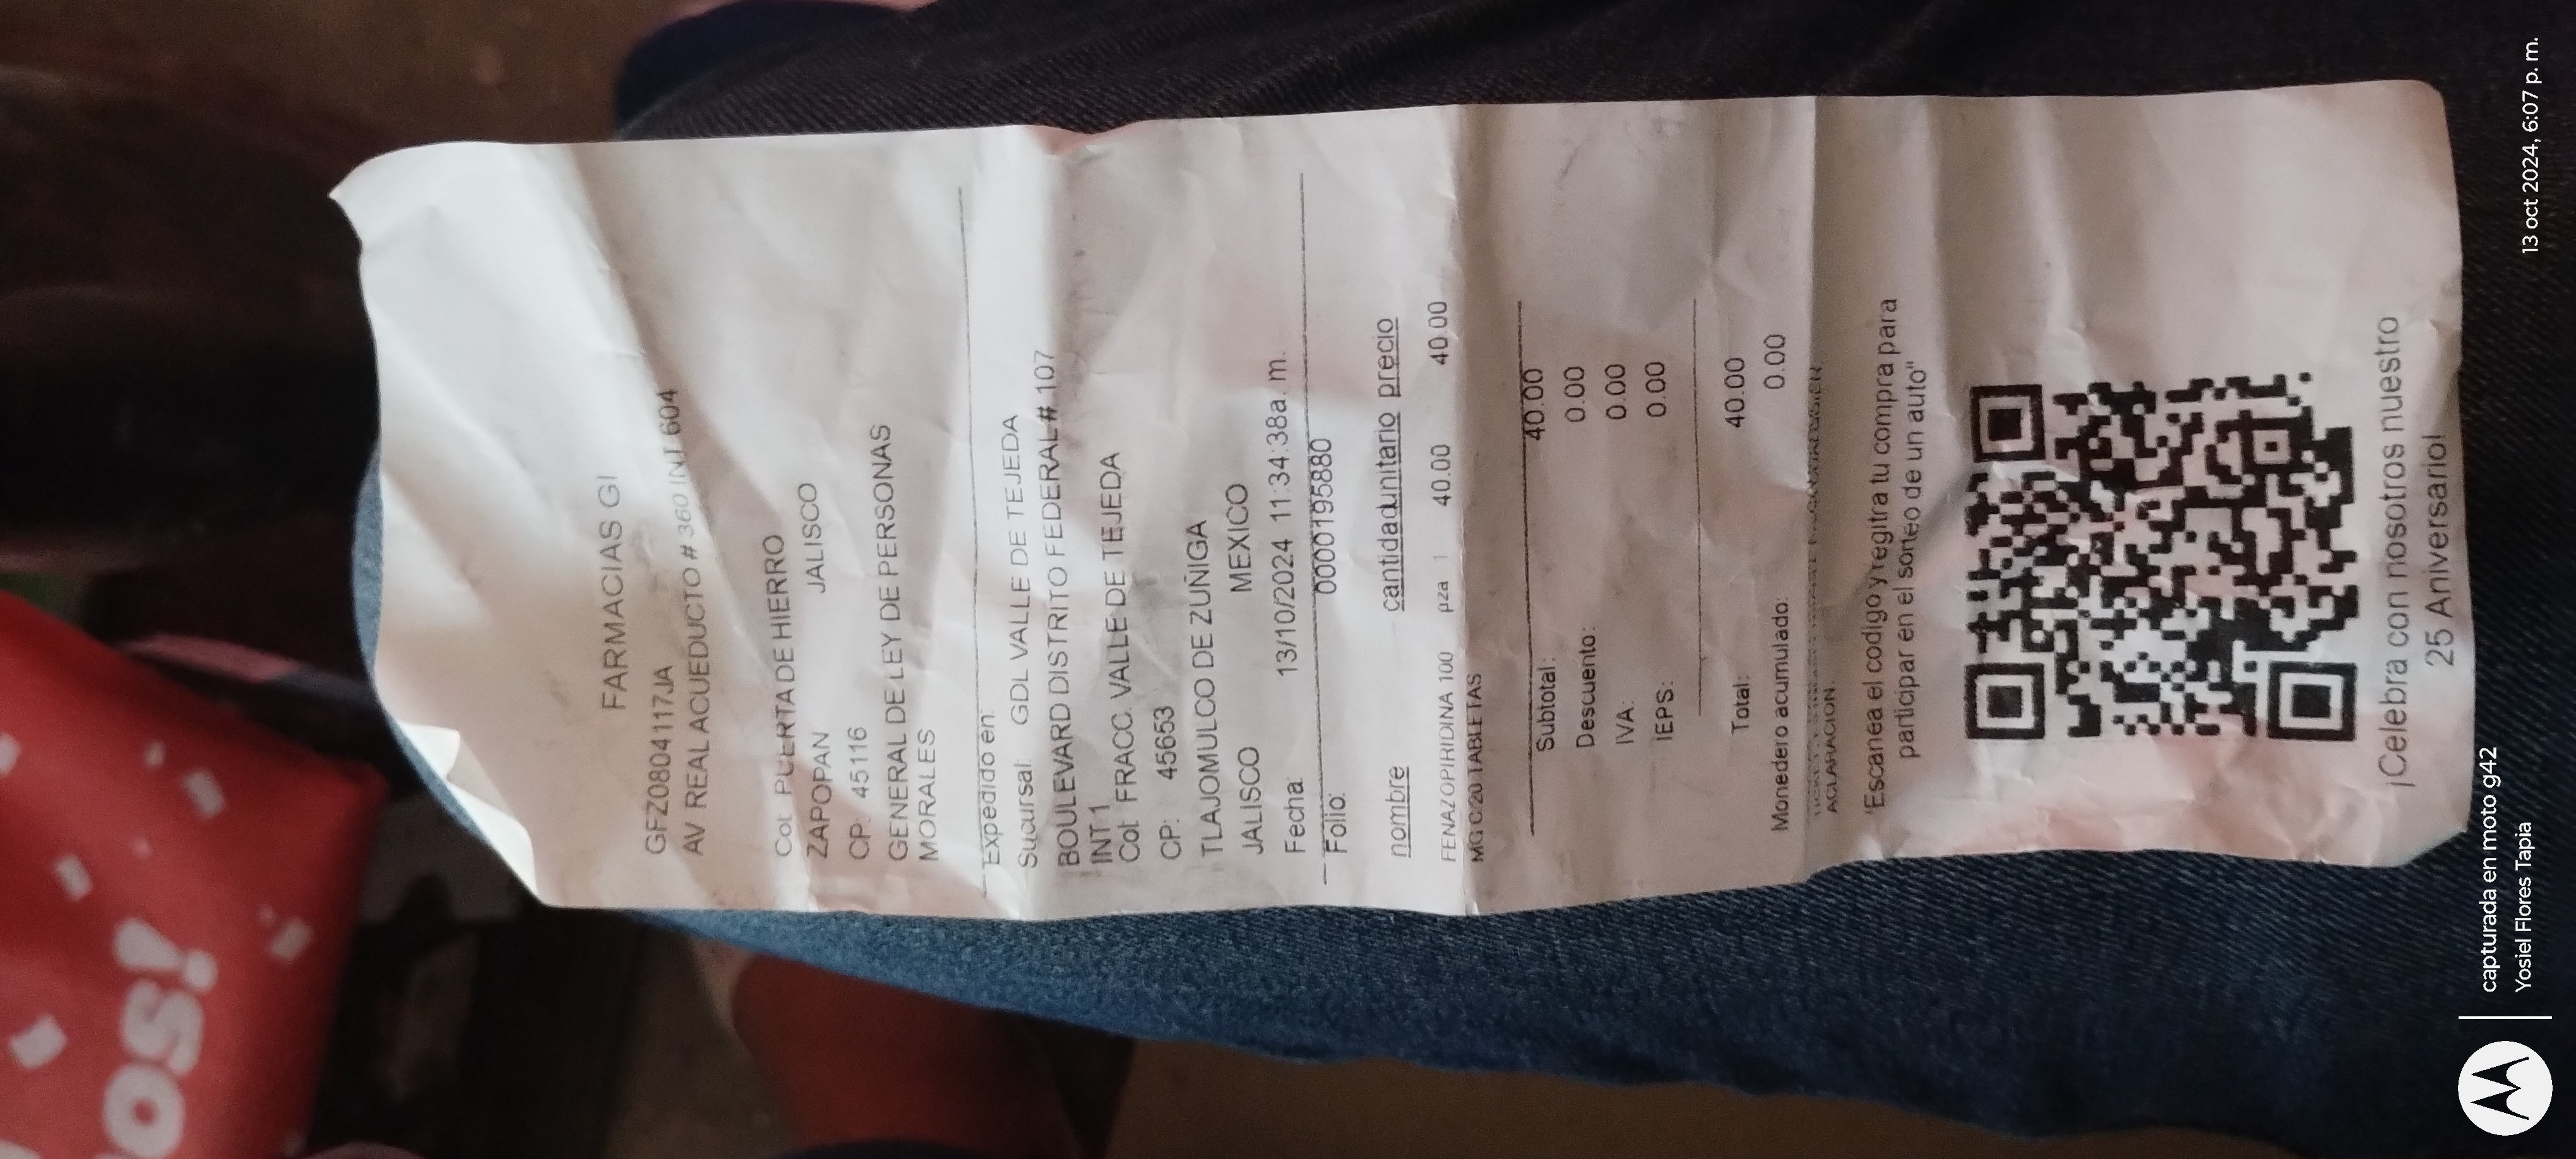 FARMACIAS GI
GFZ0804117JA
AV REAL ACUEDUCTO # 360 INT 604
Col: PUERTA DE HIERRO
ZAPOPAN JALISCO
CP: 45116
GENERAL DE LEY DE PERSONAS
MORALES
Expedido en:
Sucursal: GDL VALLE DE TEJEDA
BOULEVARD DISTRITO FEDERAL # 107
INT 1
Col: FRACC. VALLE DE TEJEDA
CP: 45653
TLAJOMULCO DE ZUÑIGA
JALISCO MEXICO
Fecha: 13/10/2024 11:34:38a. m.
Folio: 0000195880
nombre cantidadunitario precio
FENAZOPIRIDINA 100 pza 1 40.00 40.00
MG C/20 TABLETAS
Subtotal: 40.00
Descuento: 0.00
IVA: 0.00
IEPS: 0.00
Total: 40.00
Monedero acumulado: 0.00
ACLARACION.
"Escanea el codigo y regitra tu compra para
participar en el sorteo de un auto"
¡Celebra con nosotros nuestro
25 Aniversario!
os!
capturada en moto g42
Yosiel Flores Tapia
13 oct 2024, 6:07 p. m.